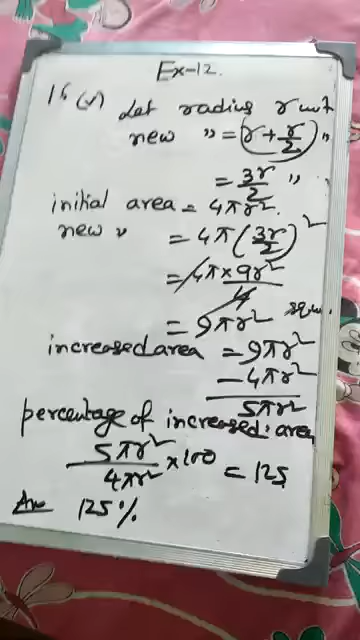 Ex-12.
15 (v) Let radius r unit
new " = (r + r/2) "
= 3r/2 "
initial area = 4πr².
new " = 4π(3r/2)²
= 4π × 9r²/4
= 9πr² squ.
increased area = 9πr²
- 4πr²
5πr²
percentage of increased area
5πr²/4πr² × 100 = 125
Ans 125%